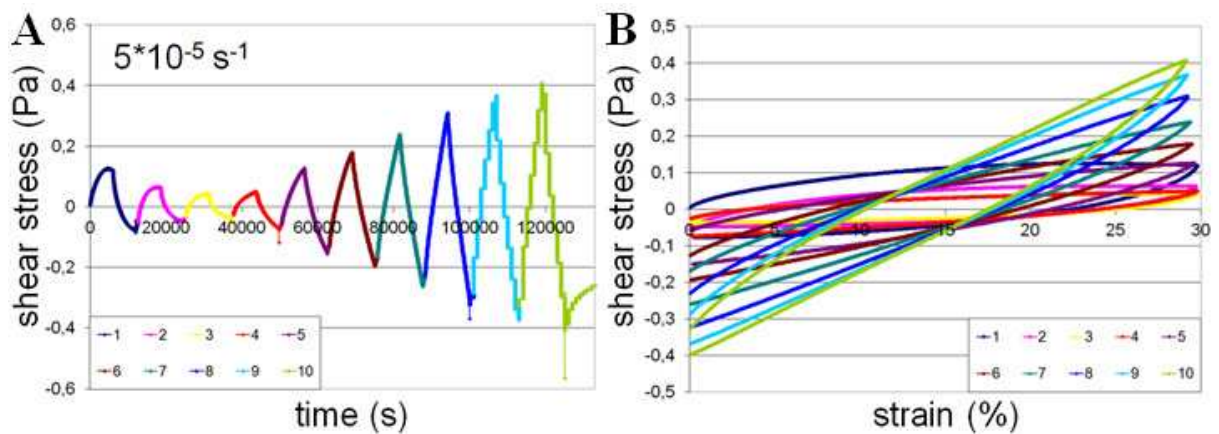 A
5*10⁻⁵ s⁻¹
shear stress (Pa)
0,6
0,4
0,2
0
-0,2
-0,4
-0,6
0 20000 40000 60000 80000 100000 120000
1 2 3 4 5
6 7 8 9 10
time (s)
B
shear stress (Pa)
0,5
0,4
0,3
0,2
0,1
0
-0,1
-0,2
-0,3
-0,4
-0,5
0 5 10 15 20 25 30
1 2 3 4 5
6 7 8 9 10
strain (%)